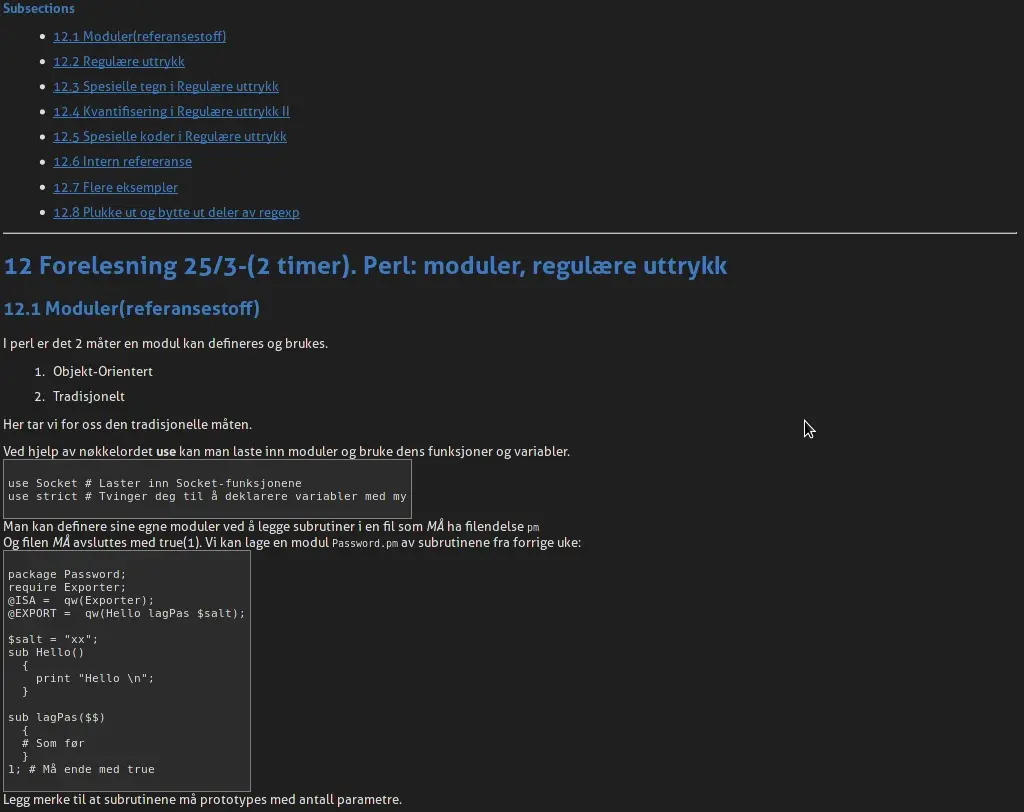 Subsections
12.1 Moduler(referansestoff)
12.2 Regulære uttrykk
12.3 Spesielle tegn i Regulære uttrykk
12.4 Kvantifisering i Regulære uttrykk II
12.5 Spesielle koder i Regulære uttrykk
12.6 Intern refereranse
12.7 Flere eksempler
12.8 Plukke ut og bytte ut deler av regexp
12 Forelesning 25/3-(2 timer). Perl: moduler, regulære uttrykk
12.1 Moduler(referansestoff)
I perl er det 2 måter en modul kan defineres og brukes.
1. Objekt-Orientert
2. Tradisjonelt
Her tar vi for oss den tradisjonelle måten.
Ved hjelp av nøkkelordet use kan man laste inn moduler og bruke dens funksjoner og variabler.
use Socket # Laster inn Socket-funksjonene
use strict # Tvinger deg til å deklarere variabler med my
Man kan definere sine egne moduler ved å legge subrutiner i en fil som MÅ ha filendelse pm
Og filen MÅ avsluttes med true(1). Vi kan lage en modul Password.pm av subrutinene fra forrige uke:
package Password;
require Exporter;
@ISA =  qw(Exporter);
@EXPORT =  qw(Hello lagPas $salt);
$salt = "xx";
sub Hello()
{
print "Hello \n";
}
sub lagPas($$)
{
# Som før
}
1; # Må ende med true
Legg merke til at subrutinene må prototypes med antall parametre.